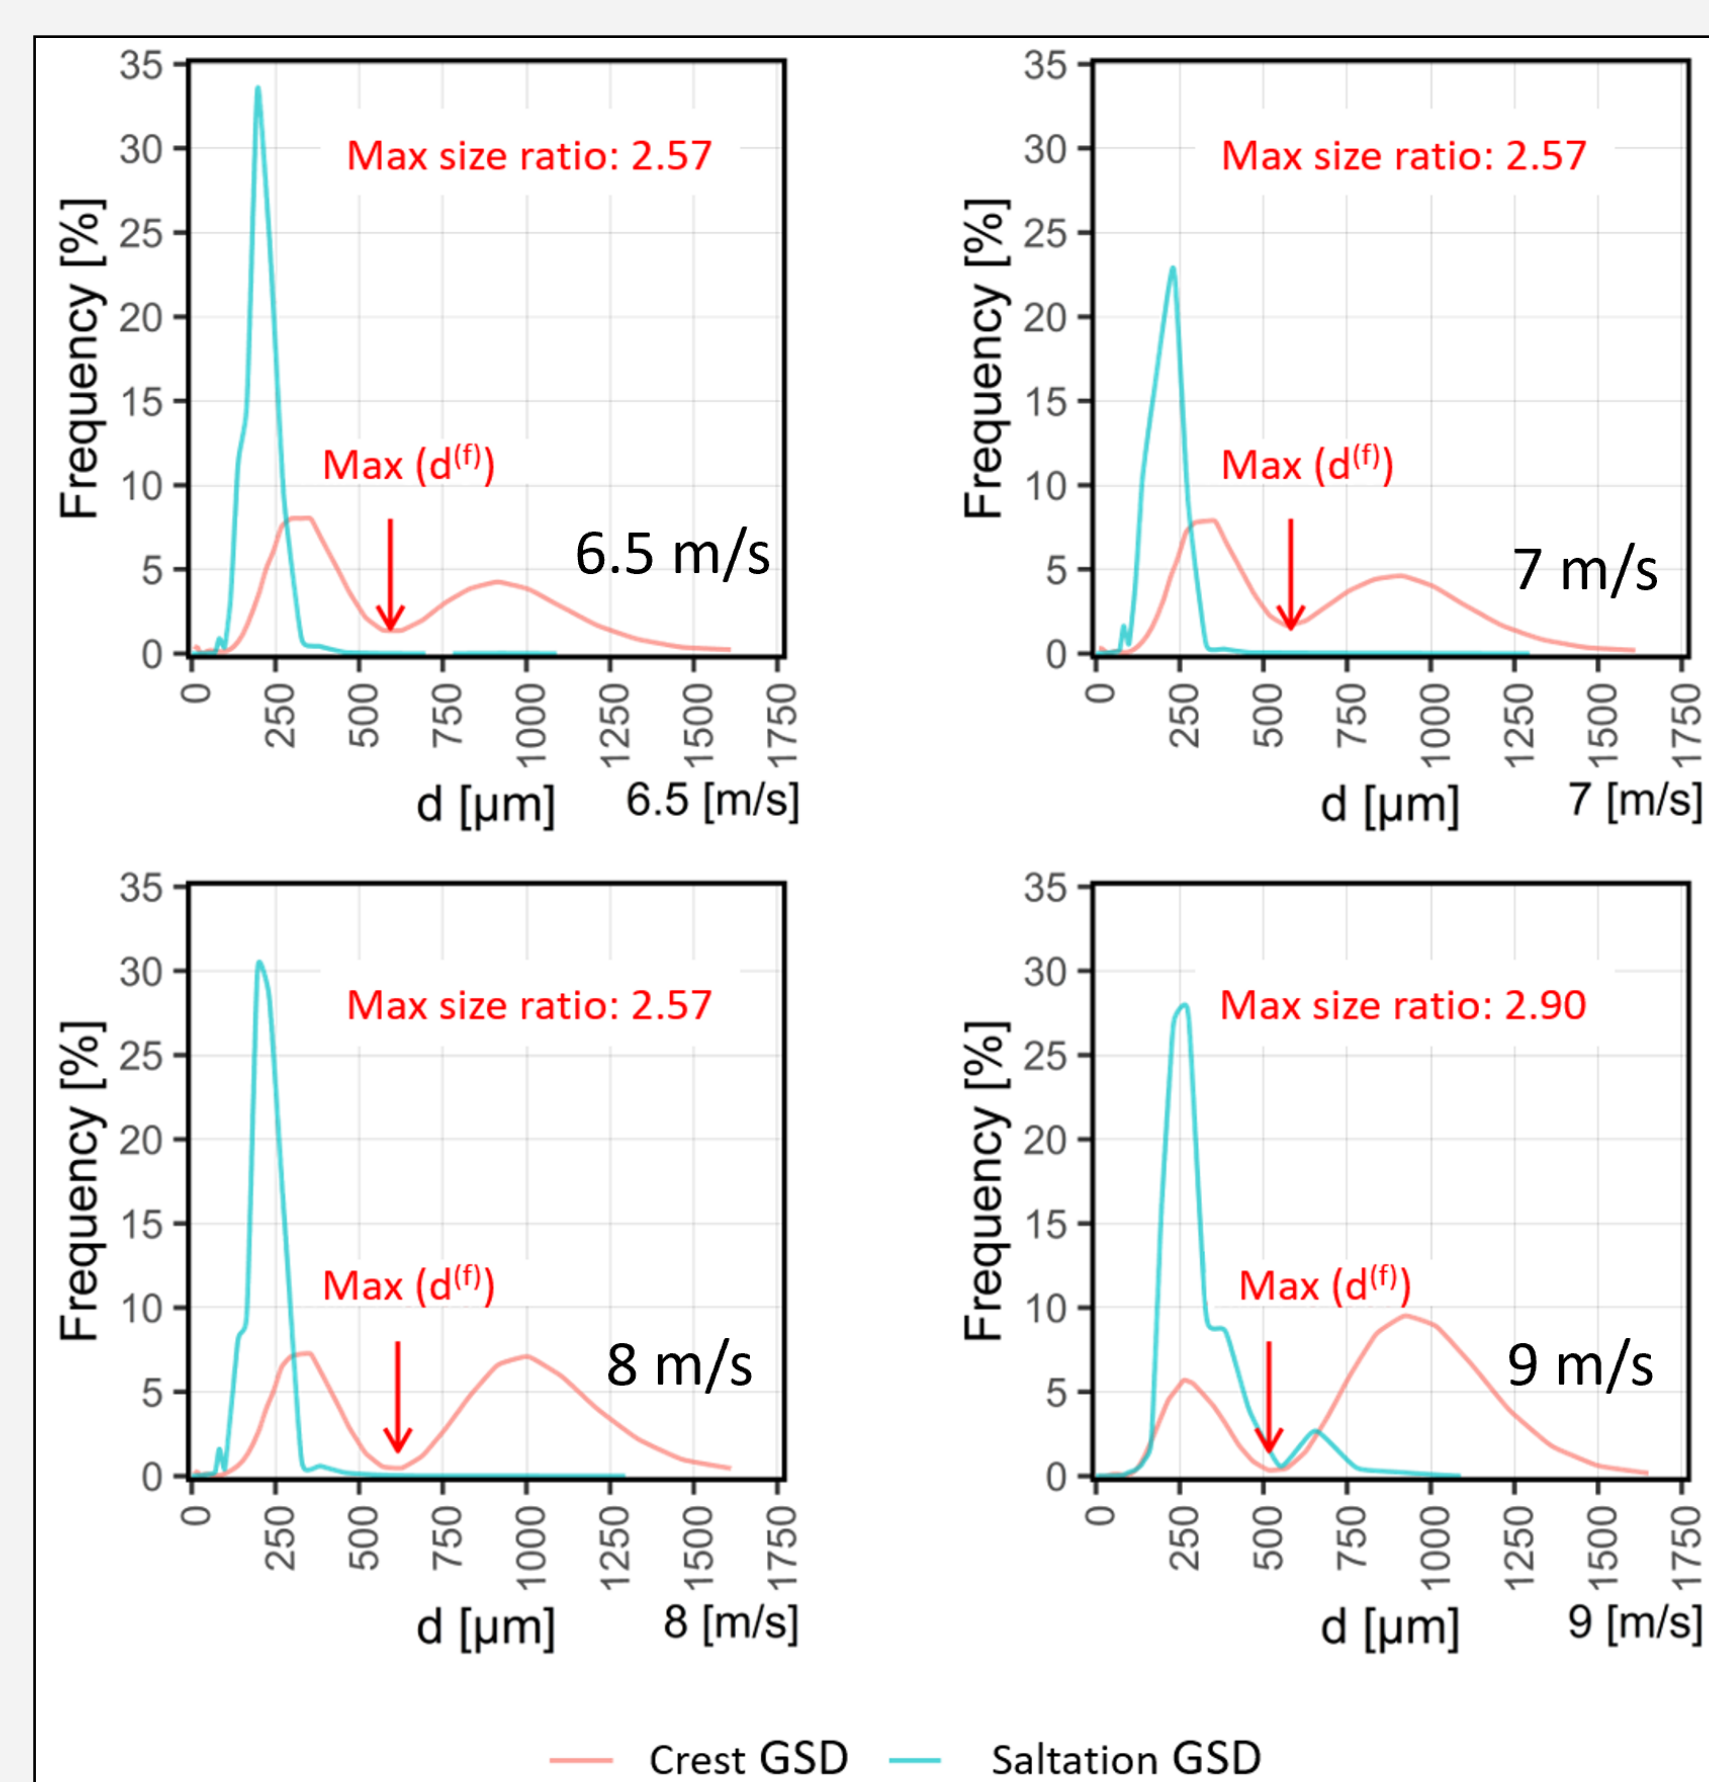 35
30
25
20
15
10
5
0
Frequency [%]
Max size ratio: 2.57
Max (d(f))
6.5 m/s
0 250 500 750 1000 1250 1500 1750
d [µm] 6.5 [m/s]
35
30
25
20
15
10
5
0
Frequency [%]
Max size ratio: 2.57
Max (d(f))
7 m/s
0 250 500 750 1000 1250 1500 1750
d [µm] 7 [m/s]
35
30
25
20
15
10
5
0
Frequency [%]
Max size ratio: 2.57
Max (d(f))
8 m/s
0 250 500 750 1000 1250 1500 1750
d [µm] 8 [m/s]
35
30
25
20
15
10
5
0
Frequency [%]
Max size ratio: 2.90
Max (d(f))
9 m/s
0 250 500 750 1000 1250 1500 1750
d [µm] 9 [m/s]
Crest GSD Saltation GSD